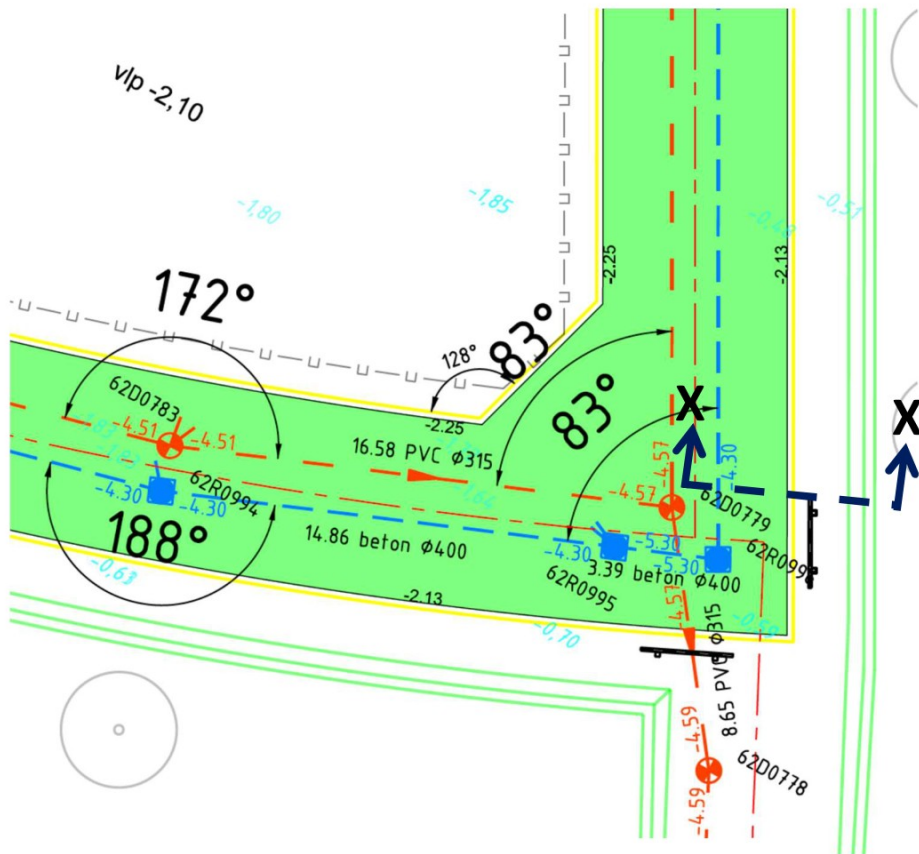 vlp -2,10
-0,51
-1,80
-1,85
-0,48
-2.25
-2.13
172°
128°
83°
83°
X
X
62D0783
-1,83
-4.51
-4.51
-2.25
16.58 PVC ϕ315
-1,64
-4.57
-4.57
-4.30
62D0779
-4.30
-4.30
62R0994
188°
14.86 beton ϕ400
-4.30
-5.30
-5.30
3.39 beton ϕ400
62R0995
-0,63
-2.13
-0,70
-4.57
8.65 PVC ϕ315
-4.59
62D0778
-4.59